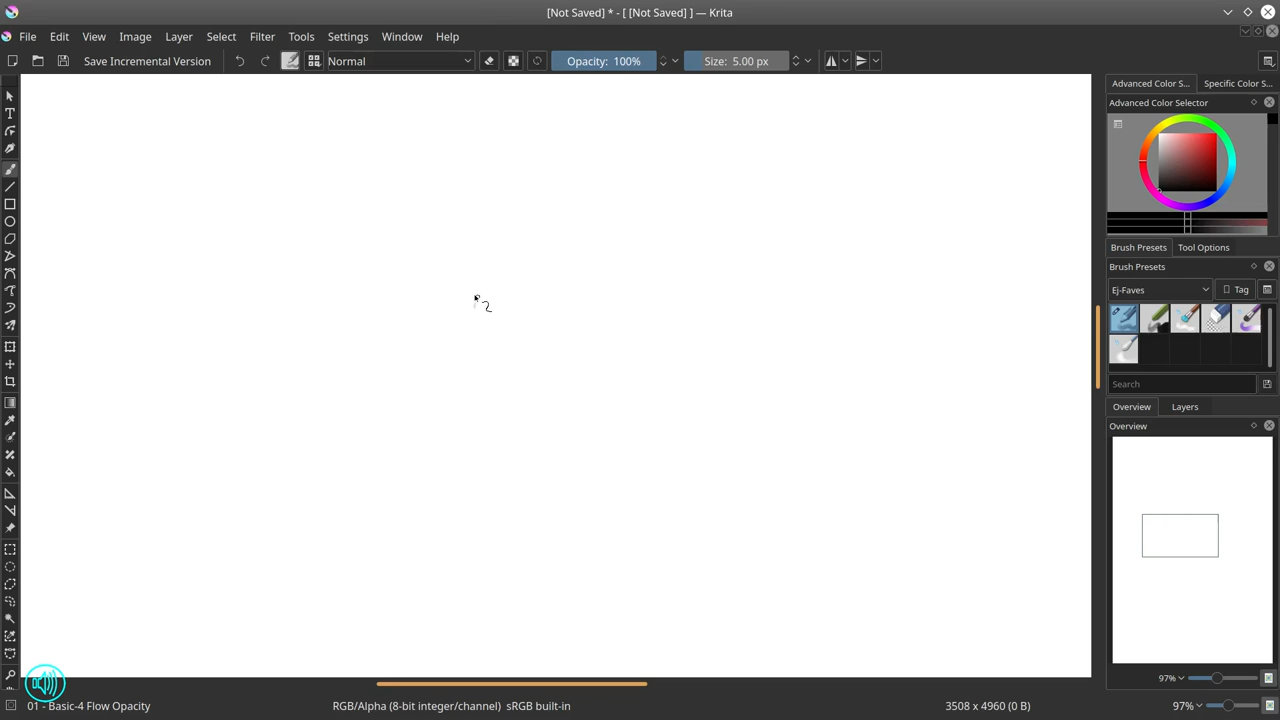 [Not Saved] * - [ [Not Saved] ] — Krita
File Edit View Image Layer Select Filter Tools Settings Window Help
Save Incremental Version Normal Opacity: 100% Size: 5.00 px
Advanced Color S... Specific Color S...
Advanced Color Selector
Brush Presets Tool Options
Brush Presets
Ej-Faves Tag
Search
Overview Layers
Overview
97%
01 - Basic-4 Flow Opacity RGB/Alpha (8-bit integer/channel) sRGB built-in 3508 x 4960 (0 B) 97%